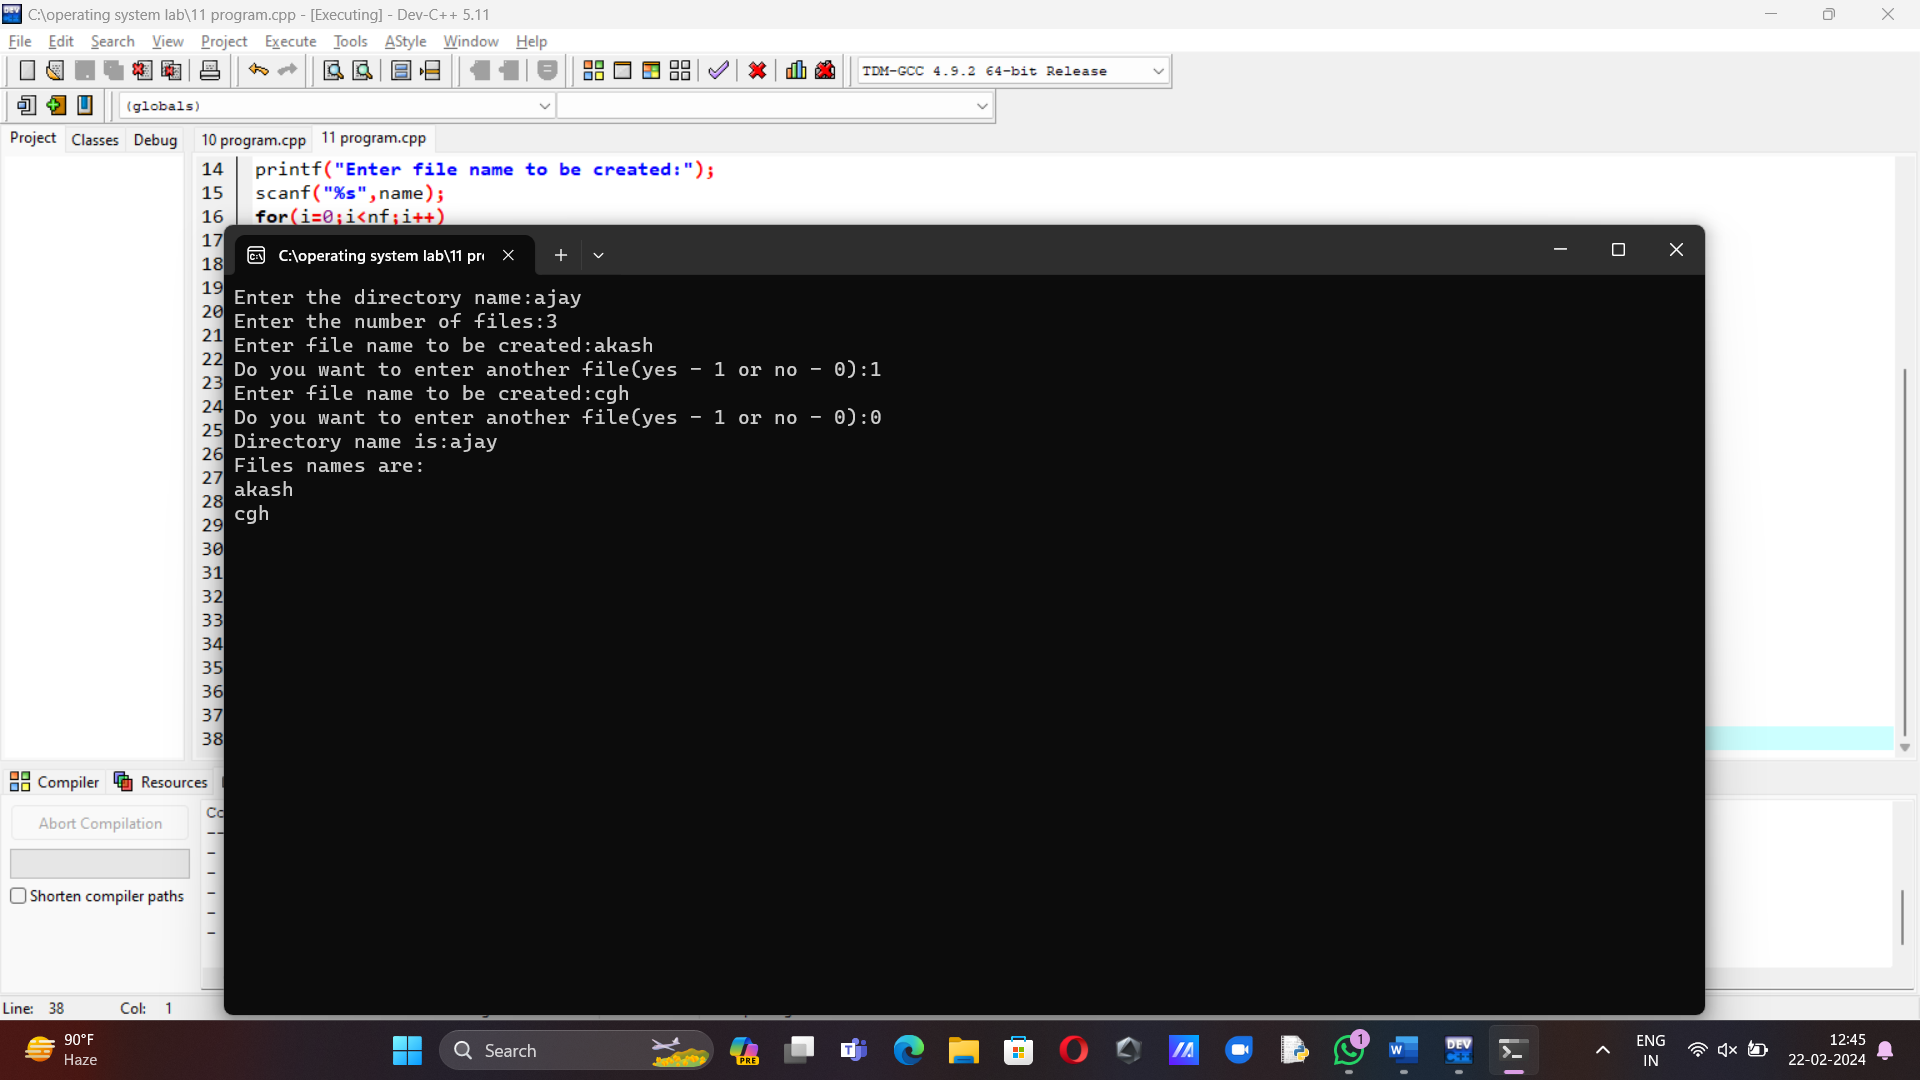 C:\operating system lab\11 program.cpp - [Executing] - Dev-C++ 5.11
File Edit Search View Project Execute Tools AStyle Window Help
TDM-GCC 4.9.2 64-bit Release
(globals)
Project Classes Debug 10 program.cpp 11 program.cpp
14 printf("Enter file name to be created:");
15 scanf("%s",name);
16 for(i=0;i<nf;i++)
17
18
19
20
21
22
23
24
25
26
27
28
29
30
31
32
33
34
35
36
37
38
C:\operating system lab\11 pr
Enter the directory name:ajay
Enter the number of files:3
Enter file name to be created:akash
Do you want to enter another file(yes - 1 or no - 0):1
Enter file name to be created:cgh
Do you want to enter another file(yes - 1 or no - 0):0
Directory name is:ajay
Files names are:
akash
cgh
Compiler Resources
Abort Compilation
Shorten compiler paths
Line: 38 Col: 1
90°F
Haze
Search
PRE
1
DEV
C++
ENG
IN
12:45
22-02-2024